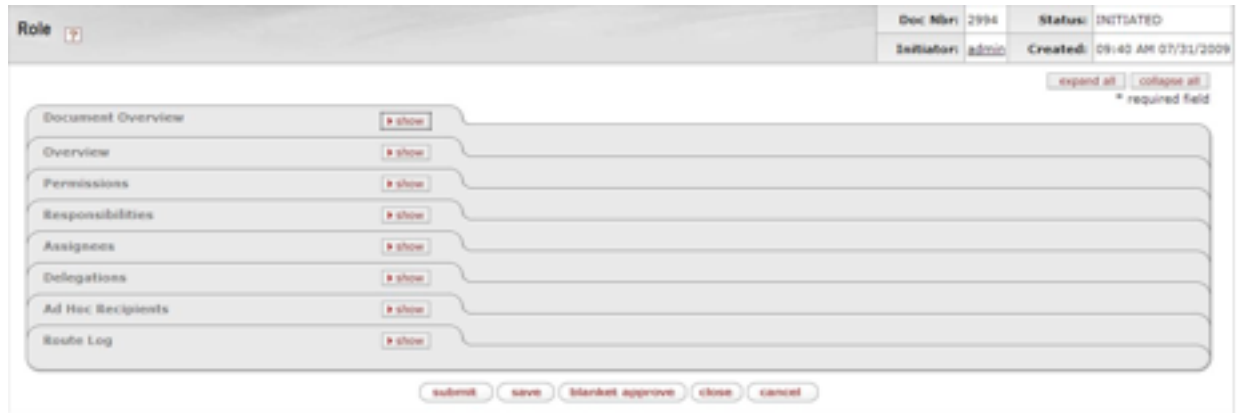 Role ?
Doc Nbr: 2994 Status: INITIATED
Initiator: admin Created: 09:40 AM 07/31/2009
expand all collapse all
* required field
Document Overview show
Overview show
Permissions show
Responsibilities show
Assignees show
Delegations show
Ad Hoc Recipients show
Route Log show
submit save blanket approve close cancel